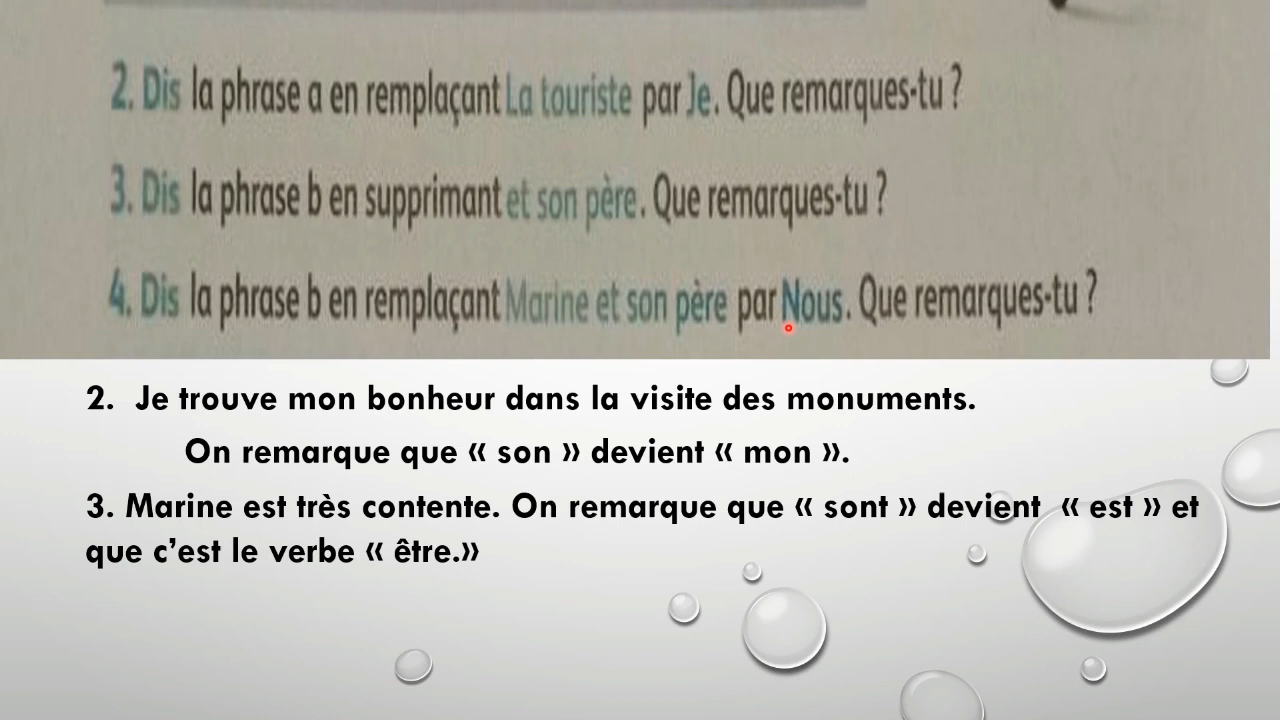 2. Dis la phrase a en remplaçant La touriste par Je. Que remarques-tu ?
3. Dis la phrase b en supprimant et son père. Que remarques-tu ?
4. Dis la phrase b en remplaçant Marine et son père par Nous. Que remarques-tu ?
2. Je trouve mon bonheur dans la visite des monuments.
On remarque que « son » devient « mon ».
3. Marine est très contente. On remarque que « sont » devient « est » et
que c’est le verbe « être.»